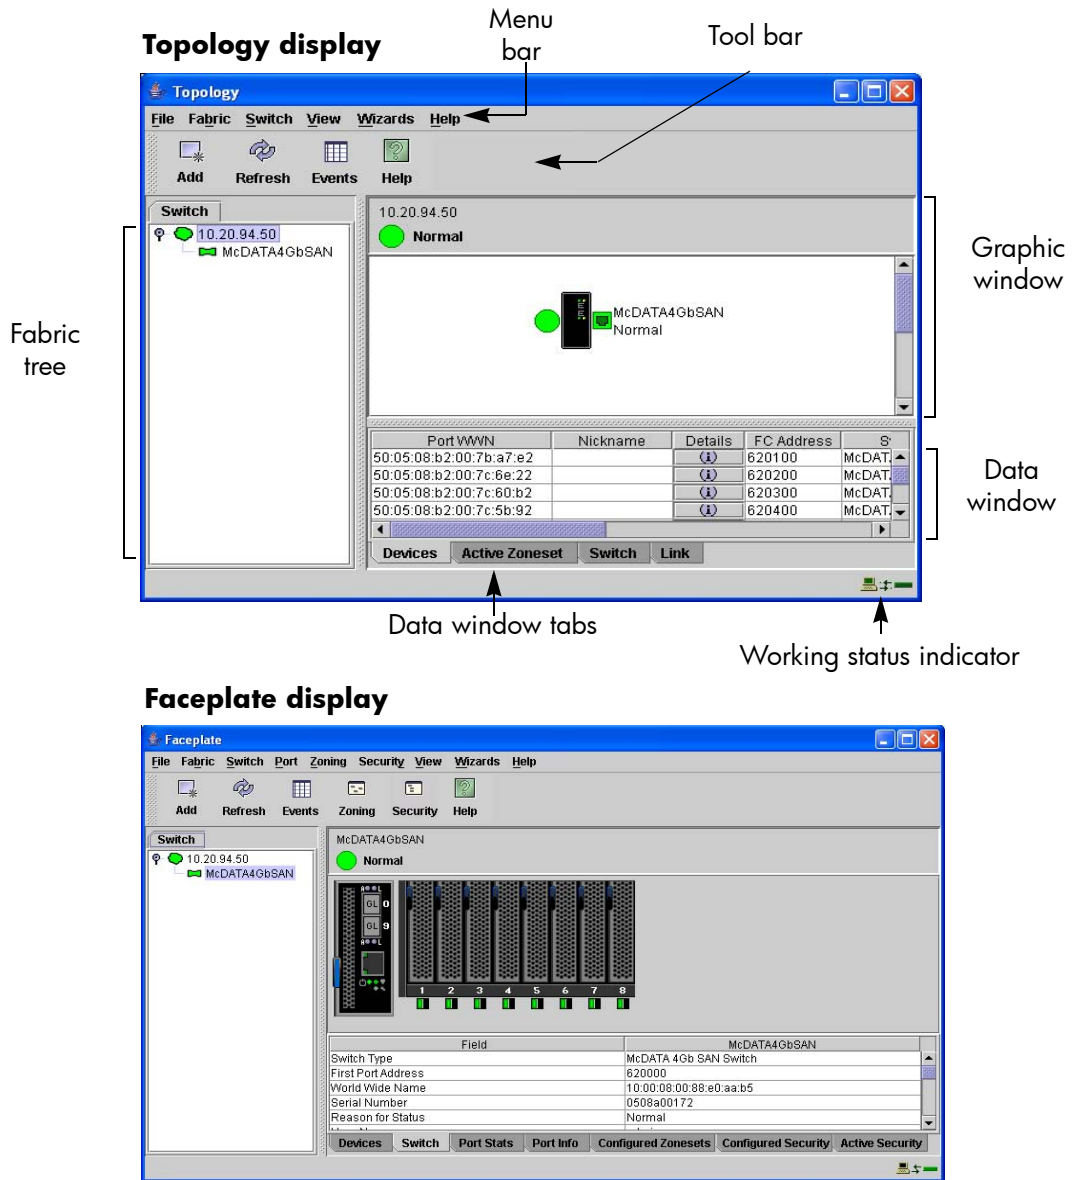 Topology display
Menu
bar
Tool bar
Topology
File Fabric Switch View Wizards Help
Add Refresh Events Help
Switch
10.20.94.50
McDATA4GbSAN
10.20.94.50
Normal
McDATA4GbSAN
Normal
Fabric
tree
Graphic
window
Port WWN Nickname Details FC Address
50:05:08:b2:00:7b:a7:e2 (i) 620100 McDAT
50:05:08:b2:00:7c:6e:22 (i) 620200 McDAT
50:05:08:b2:00:7c:60:b2 (i) 620300 McDAT
50:05:08:b2:00:7c:5b:92 (i) 620400 McDAT
Data
window
Devices Active Zoneset Switch Link
Data window tabs
Working status indicator
Faceplate display
Faceplate
File Fabric Switch Port Zoning Security View Wizards Help
Add Refresh Events Zoning Security Help
Switch
10.20.94.50
McDATA4GbSAN
McDATA4GbSAN
Normal
A L
GL 0
GL 9
A L
1 2 3 4 5 6 7 8
Field McDATA4GbSAN
Switch Type McDATA 4Gb SAN Switch
First Port Address 620000
World Wide Name 10:00:08:00:88:e0:aa:b5
Serial Number 0508a00172
Reason for Status Normal
Devices Switch Port Stats Port Info Configured Zonesets Configured Security Active Security